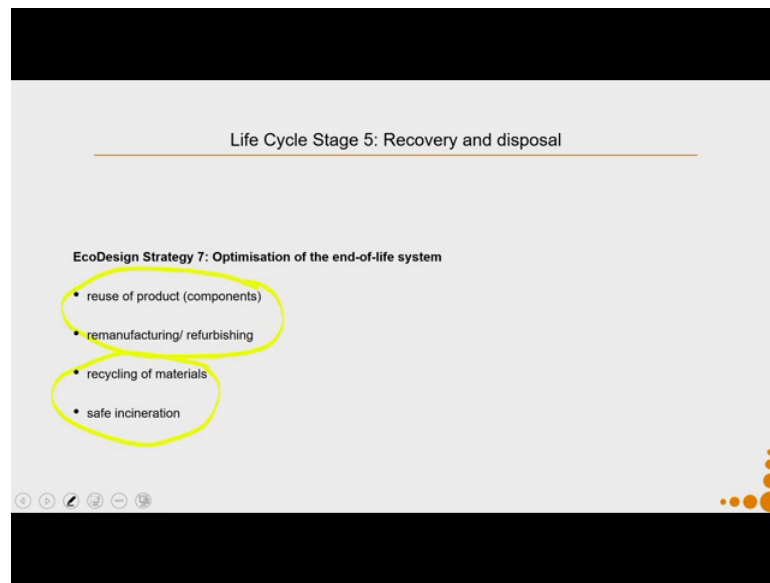 Life Cycle Stage 5: Recovery and disposal
EcoDesign Strategy 7: Optimisation of the end-of-life system
• reuse of product (components)
• remanufacturing/ refurbishing
• recycling of materials
• safe incineration